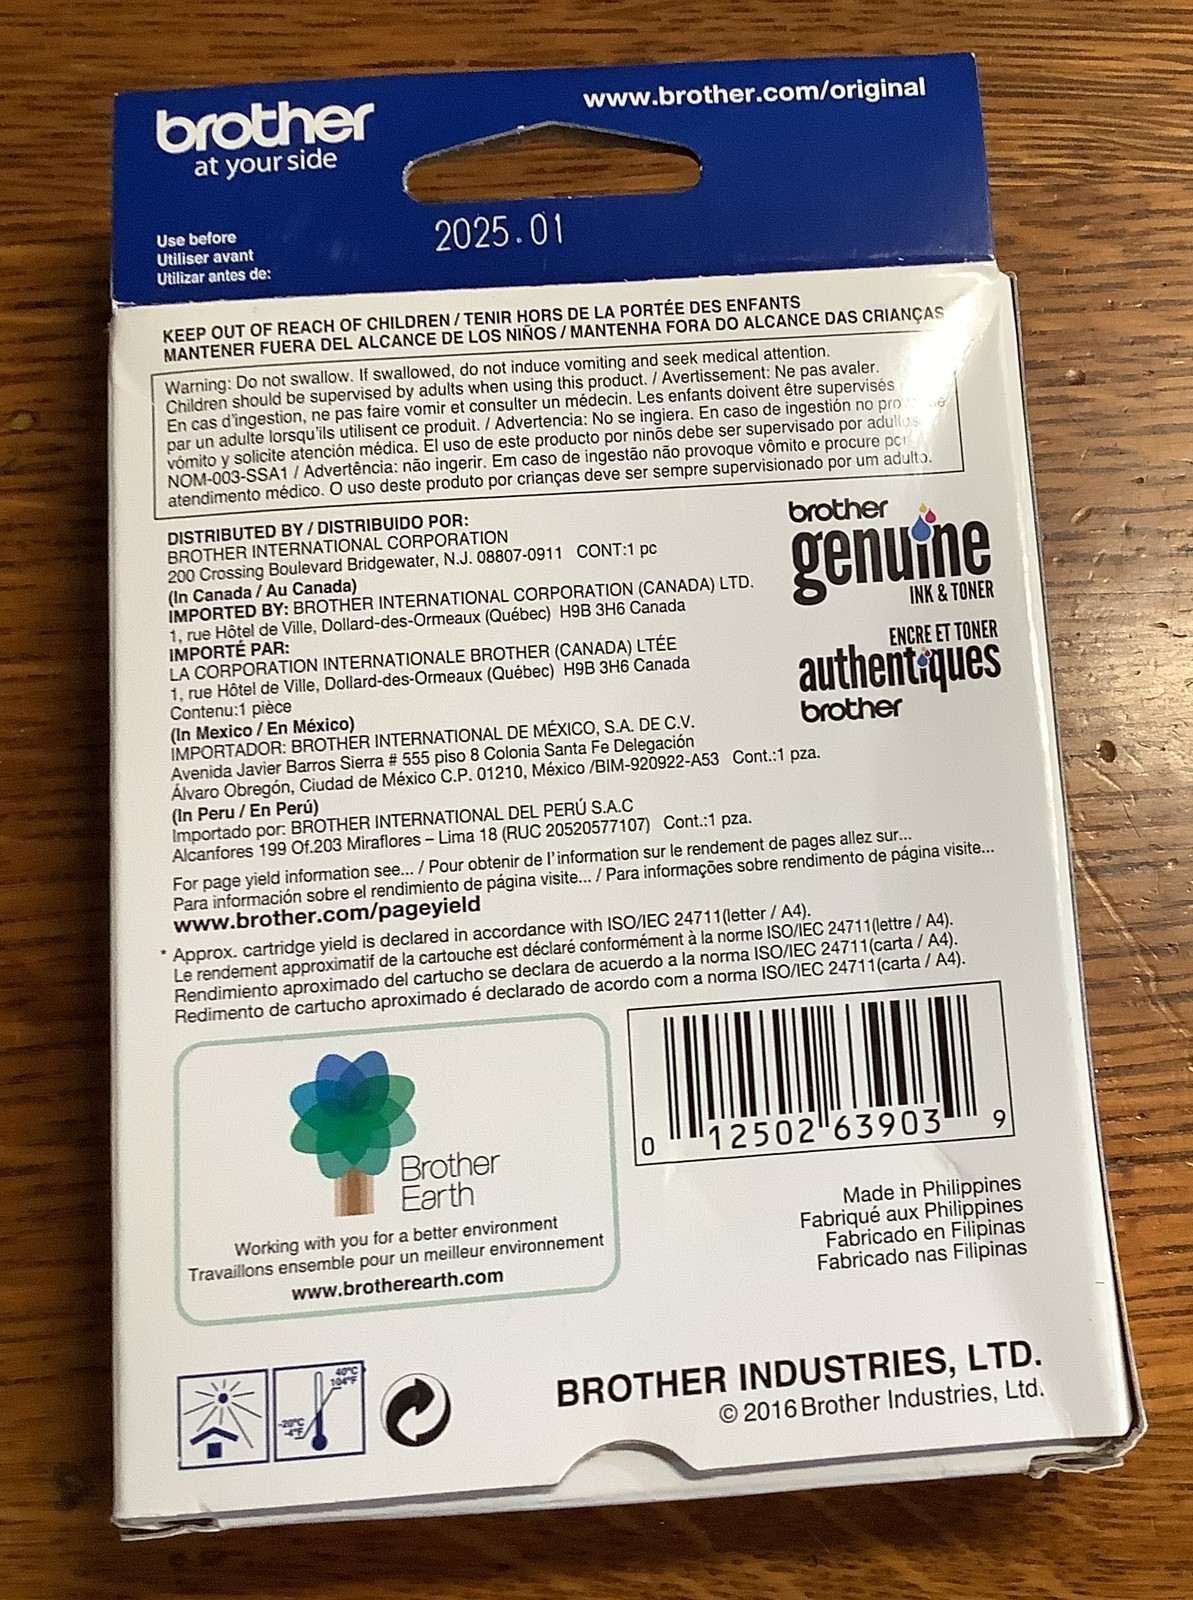 brother
at your side
www.brother.com/original
Use before
Utiliser avant
Utilizar antes de:
2025.01
KEEP OUT OF REACH OF CHILDREN / TENIR HORS DE LA PORTÉE DES ENFANTS
MANTENER FUERA DEL ALCANCE DE LOS NIÑOS / MANTENHA FORA DO ALCANCE DAS CRIANÇAS
Warning: Do not swallow. If swallowed, do not induce vomiting and seek medical attention.
Children should be supervised by adults when using this product. / Avertissement: Ne pas avaler.
En cas d'ingestion, ne pas faire vomir et consulter un médecin. Les enfants doivent être supervisés
par un adulte lorsqu'ils utilisent ce produit. / Advertencia: No se ingiera. En caso de ingestión no
vómito y solicite atención médica. El uso de este producto por ninõs debe ser supervisado por adultos
NOM-003-SSA1 / Advertência: não ingerir. Em caso de ingestão não provoque vômito e procure por
atendimento médico. O uso deste produto por crianças deve ser sempre supervisionado por um adulto.
DISTRIBUTED BY / DISTRIBUIDO POR:
BROTHER INTERNATIONAL CORPORATION
200 Crossing Boulevard Bridgewater, N.J. 08807-0911 CONT:1 pc
(In Canada / Au Canada)
IMPORTED BY: BROTHER INTERNATIONAL CORPORATION (CANADA) LTD.
1, rue Hôtel de Ville, Dollard-des-Ormeaux (Québec) H9B 3H6 Canada
IMPORTÉ PAR:
LA CORPORATION INTERNATIONALE BROTHER (CANADA) LTÉE
1, rue Hôtel de Ville, Dollard-des-Ormeaux (Québec) H9B 3H6 Canada
Contenu:1 pièce
(In Mexico / En México)
IMPORTADOR: BROTHER INTERNATIONAL DE MÉXICO, S.A. DE C.V.
Avenida Javier Barros Sierra # 555 piso 8 Colonia Santa Fe Delegación
Álvaro Obregón, Ciudad de México C.P. 01210, México /BIM-920922-A53 Cont.:1 pza.
(In Peru / En Perú)
Importado por: BROTHER INTERNATIONAL DEL PERÚ S.A.C
Alcanfores 199 Of.203 Miraflores – Lima 18 (RUC 20520577107) Cont.:1 pza.
brother
genuine
INK & TONER
ENCRE ET TONER
authentiques
brother
For page yield information see... / Pour obtenir de l'information sur le rendement de pages allez sur...
Para información sobre el rendimiento de página visite... / Para informações sobre rendimento de página visite...
www.brother.com/pageyield
* Approx. cartridge yield is declared in accordance with ISO/IEC 24711(letter / A4).
Le rendement approximatif de la cartouche est déclaré conformément à la norme ISO/IEC 24711(lettre / A4).
Rendimiento aproximado del cartucho se declara de acuerdo a la norma ISO/IEC 24711(carta / A4).
Redimento de cartucho aproximado é declarado de acordo com a norma ISO/IEC 24711(carta / A4).
Brother
Earth
Working with you for a better environment
Travaillons ensemble pour un meilleur environnement
www.brotherearth.com
0 12502 63903 9
Made in Philippines
Fabriqué aux Philippines
Fabricado en Filipinas
Fabricado nas Filipinas
40°C
104°F
-20°C
-4°F
BROTHER INDUSTRIES, LTD.
© 2016 Brother Industries, Ltd.